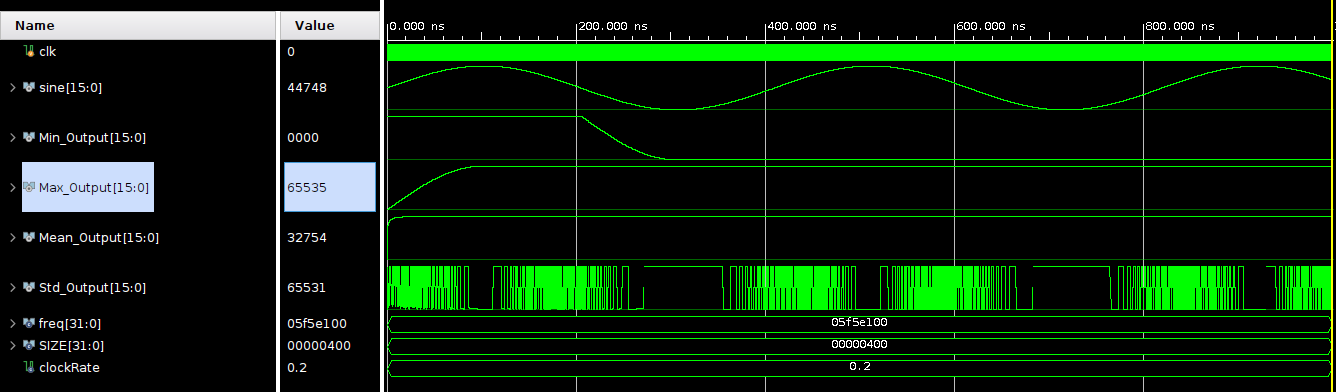 Name Value 0.000 ns 200.000 ns 400.000 ns 600.000 ns 800.000 ns
clk 0
sine[15:0] 44748
Min_Output[15:0] 0000
Max_Output[15:0] 65535
Mean_Output[15:0] 32754
Std_Output[15:0] 65531
freq[31:0] 05f5e100 05f5e100
SIZE[31:0] 00000400 00000400
clockRate 0.2 0.2